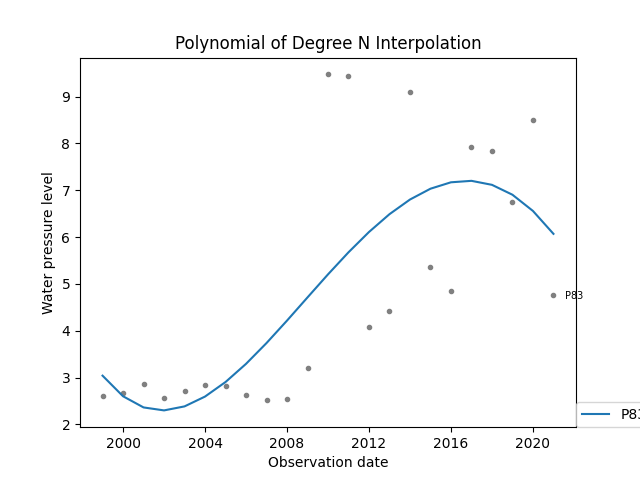 Polynomial of Degree N Interpolation
Water pressure level
9
8
7
6
5
4
3
2
P83
P83
2000 2004 2008 2012 2016 2020
Observation date